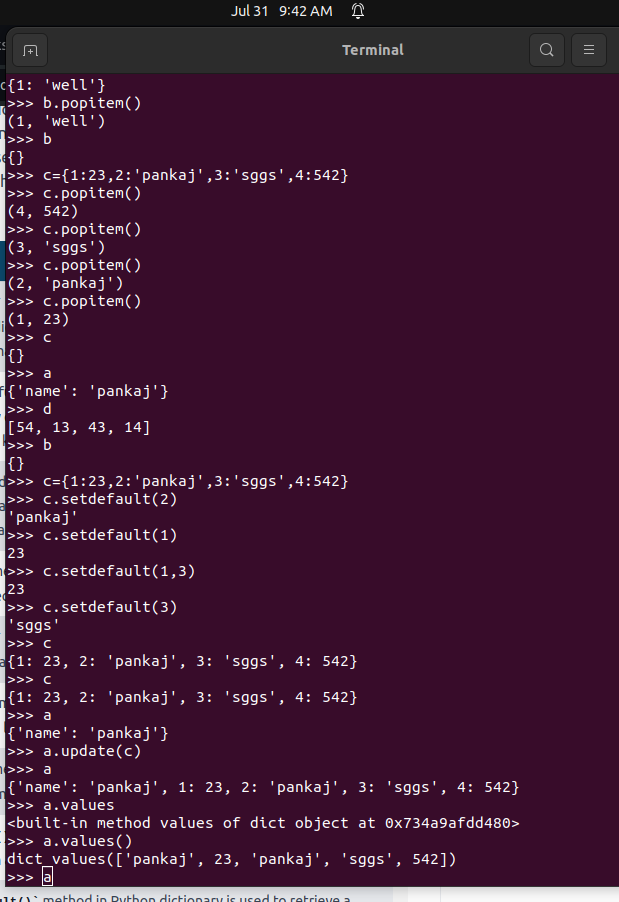 Jul 31 9:42 AM
Terminal
{1: 'well'}
>>> b.popitem()
(1, 'well')
>>> b
{}
>>> c={1:23,2:'pankaj',3:'sggs',4:542}
>>> c.popitem()
(4, 542)
>>> c.popitem()
(3, 'sggs')
>>> c.popitem()
(2, 'pankaj')
>>> c.popitem()
(1, 23)
>>> c
{}
>>> a
{'name': 'pankaj'}
>>> d
[54, 13, 43, 14]
>>> b
{}
>>> c={1:23,2:'pankaj',3:'sggs',4:542}
>>> c.setdefault(2)
'pankaj'
>>> c.setdefault(1)
23
>>> c.setdefault(1,3)
23
>>> c.setdefault(3)
'sggs'
>>> c
{1: 23, 2: 'pankaj', 3: 'sggs', 4: 542}
>>> c
{1: 23, 2: 'pankaj', 3: 'sggs', 4: 542}
>>> a
{'name': 'pankaj'}
>>> a.update(c)
>>> a
{'name': 'pankaj', 1: 23, 2: 'pankaj', 3: 'sggs', 4: 542}
>>> a.values
<built-in method values of dict object at 0x734a9afdd480>
>>> a.values()
dict_values(['pankaj', 23, 'pankaj', 'sggs', 542])
>>> a
ult()` method in Python dictionary is used to retrieve a